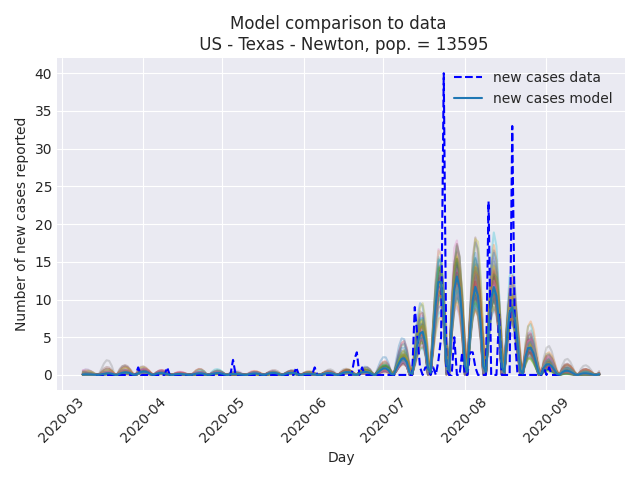 Model comparison to data
US - Texas - Newton, pop. = 13595
new cases data
new cases model
Number of new cases reported
40
35
30
25
20
15
10
5
0
2020-03
2020-04
2020-05
2020-06
2020-07
2020-08
2020-09
Day